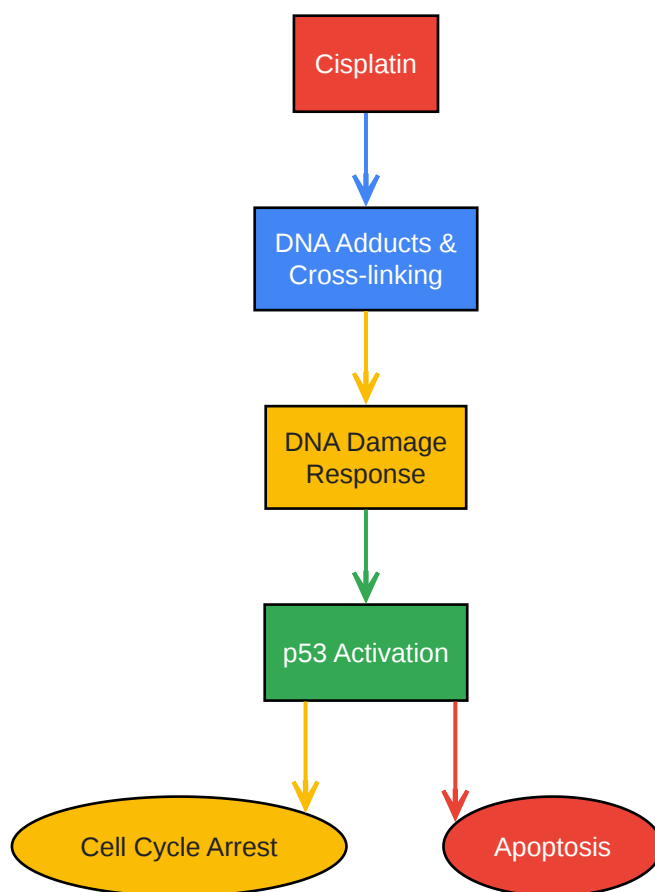 Cisplatin
DNA Adducts &
Cross-linking
DNA Damage
Response
p53 Activation
Cell Cycle Arrest
Apoptosis